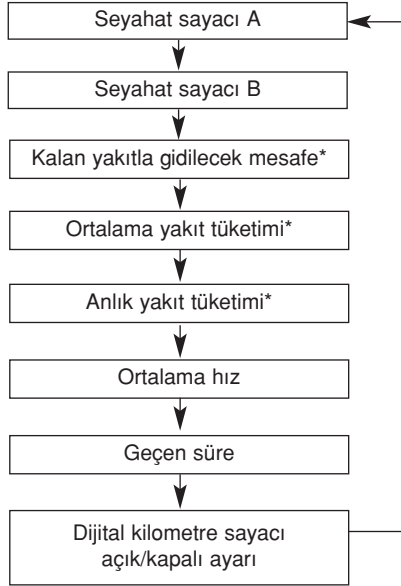 Seyahat sayacı A
Seyahat sayacı B
Kalan yakıtla gidilecek mesafe*
Ortalama yakıt tüketimi*
Anlık yakıt tüketimi*
Ortalama hız
Geçen süre
Dijital kilometre sayacı
açık/kapalı ayarı